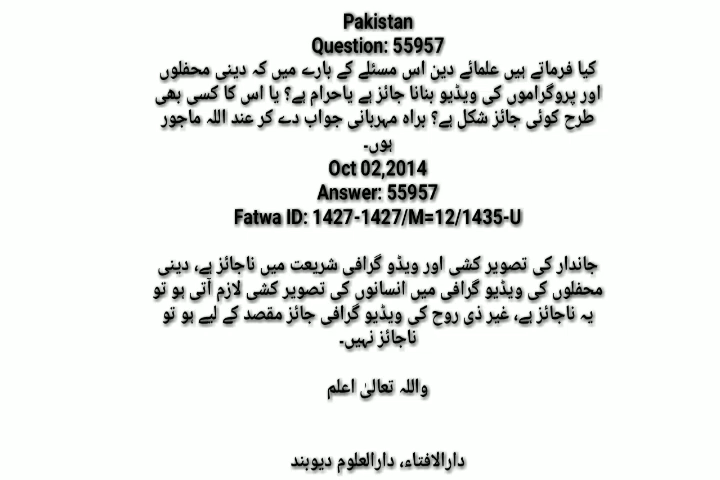 Pakistan
Question: 55957
کیا فرماتے ہیں علمائے دین اس مسئلے کے بارے میں کہ دینی محفلوں
اور پروگراموں کی ویڈیو بنانا جائز ہے یاحرام ہے؟ یا اس کا کسی بھی
طرح کوئی جائز شکل ہے؟ براہ مہربانی جواب دے کر عند اللہ ماجور
ہوں۔
Oct 02,2014
Answer: 55957
Fatwa ID: 1427-1427/M=12/1435-U
جاندار کی تصویر کشی اور ویڈو گرافی شریعت میں ناجائز ہے، دینی
محفلوں کی ویڈیو گرافی میں انسانوں کی تصویر کشی لازم آتی ہو تو
یہ ناجائز ہے، غیر ذی روح کی ویڈیو گرافی جائز مقصد کے لیے ہو تو
ناجائز نہیں۔
واللہ تعالیٰ اعلم
دارالافتاء، دارالعلوم دیوبند